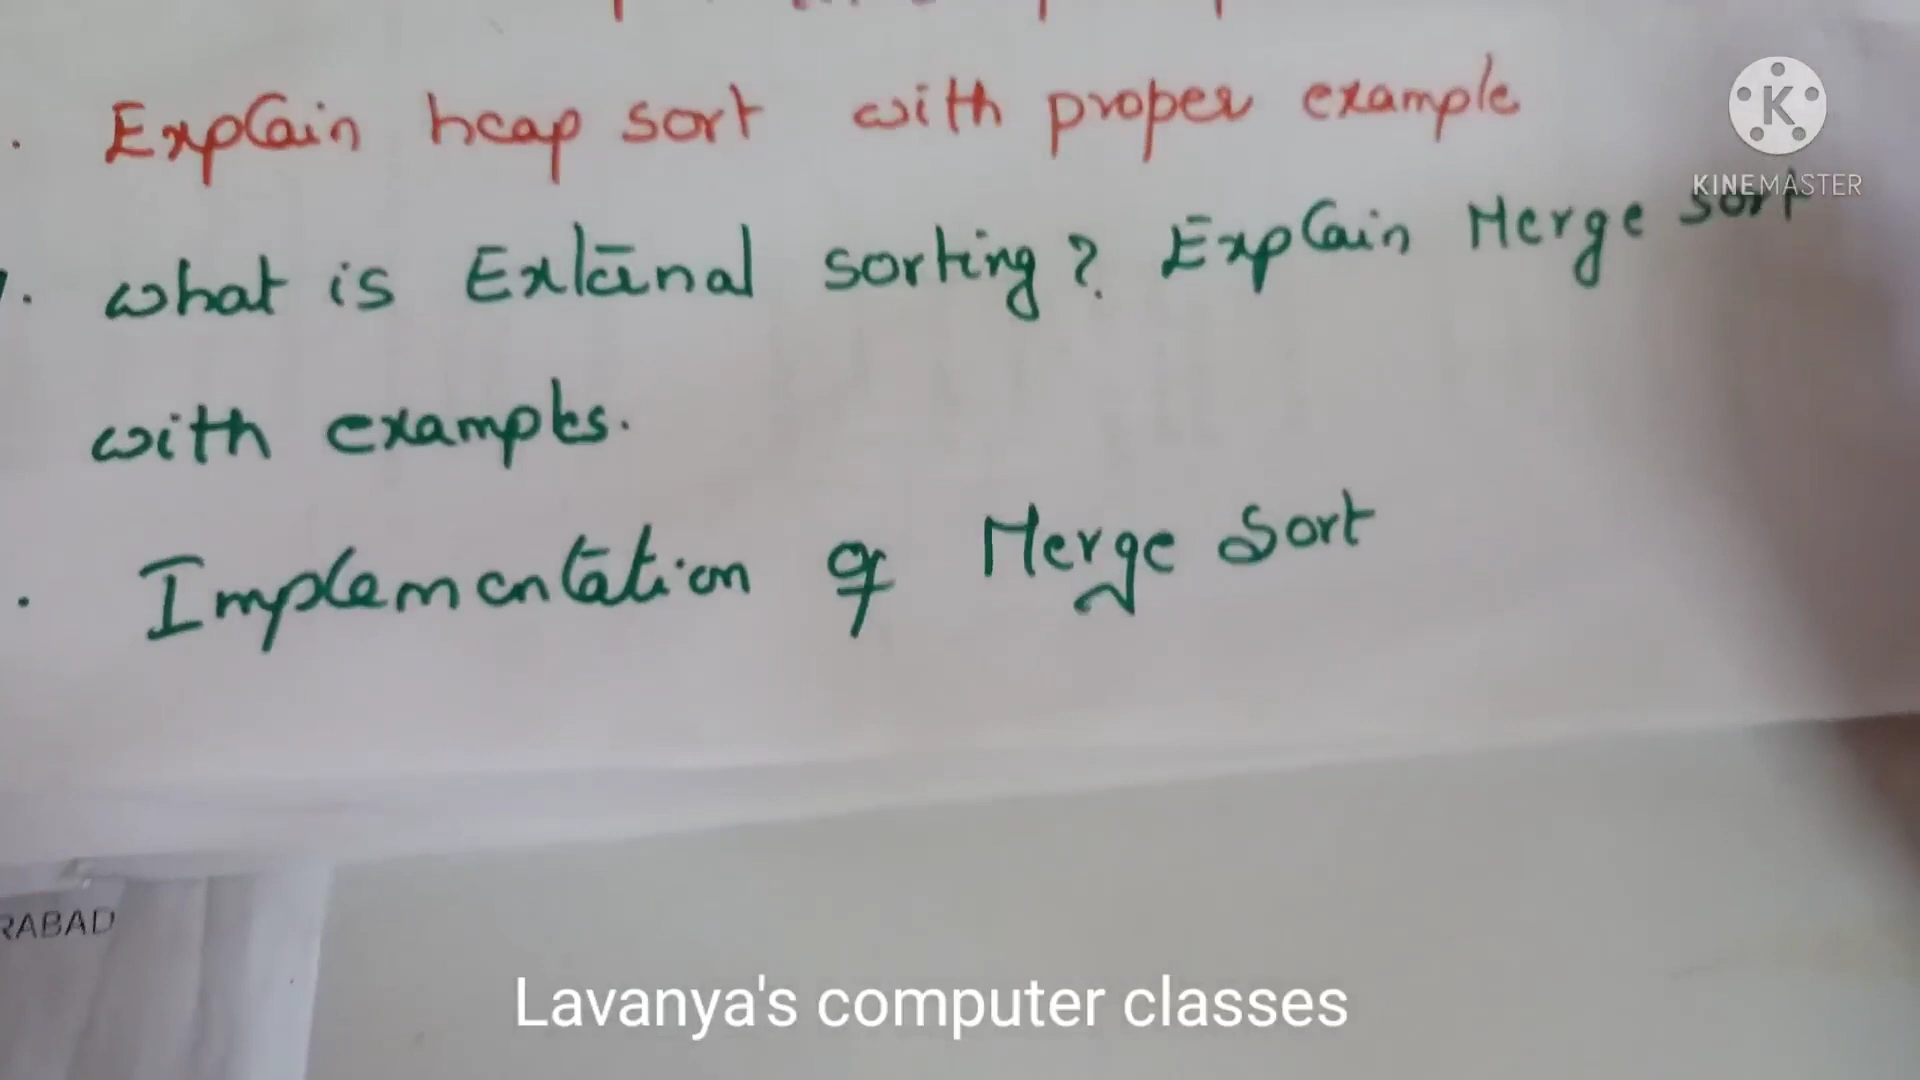 . Explain heap sort with proper example
KINEMASTER
. What is External sorting? Explain Merge sort
with examples.
. Implementation of Merge Sort
RABAD
Lavanya's computer classes